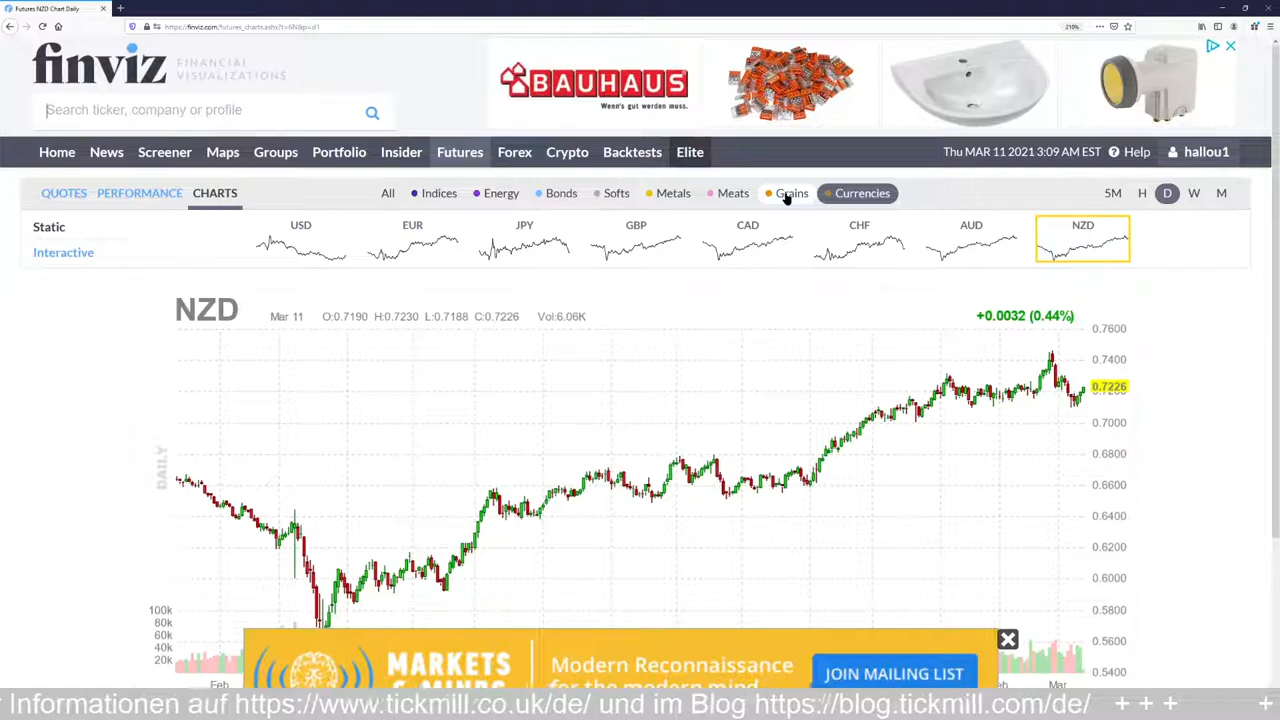 Futures NZD Chart Daily
https://finviz.com/futures_charts.ashx?t=6N&p=d1
210%
finviz FINANCIAL VISUALIZATIONS
BAUHAUS
Wenn's gut werden muss.
Search ticker, company or profile
Home News Screener Maps Groups Portfolio Insider Futures Forex Crypto Backtests Elite
Thu MAR 11 2021 3:09 AM EST Help hallou1
QUOTES PERFORMANCE CHARTS
All Indices Energy Bonds Softs Metals Meats Grains Currencies
5M H D W M
Static
Interactive
USD EUR JPY GBP CAD CHF AUD NZD
NZD Mar 11 O:0.7190 H:0.7230 L:0.7188 C:0.7226 Vol:6.06K +0.0032 (0.44%)
DAILY
0.7600
0.7400
0.7226
0.7000
0.6800
0.6600
0.6400
0.6200
0.6000
0.5800
0.5600
0.5400
100k
80k
60k
40k
20k
Feb
Mar
MARKETS
Modern Reconnaissance
for the modern mind
JOIN MAILING LIST
r Informationen auf https://www.tickmill.co.uk/de/ und im Blog https://blog.tickmill.com/de/ + + + +